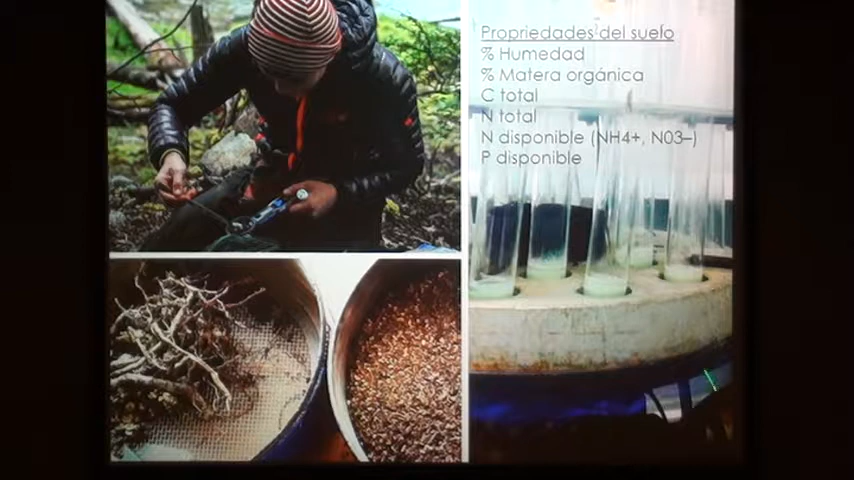 Propriedades del suelo
% Humedad
% Matera orgánica
C total
N total
N disponible (NH4+, N03–)
P disponible